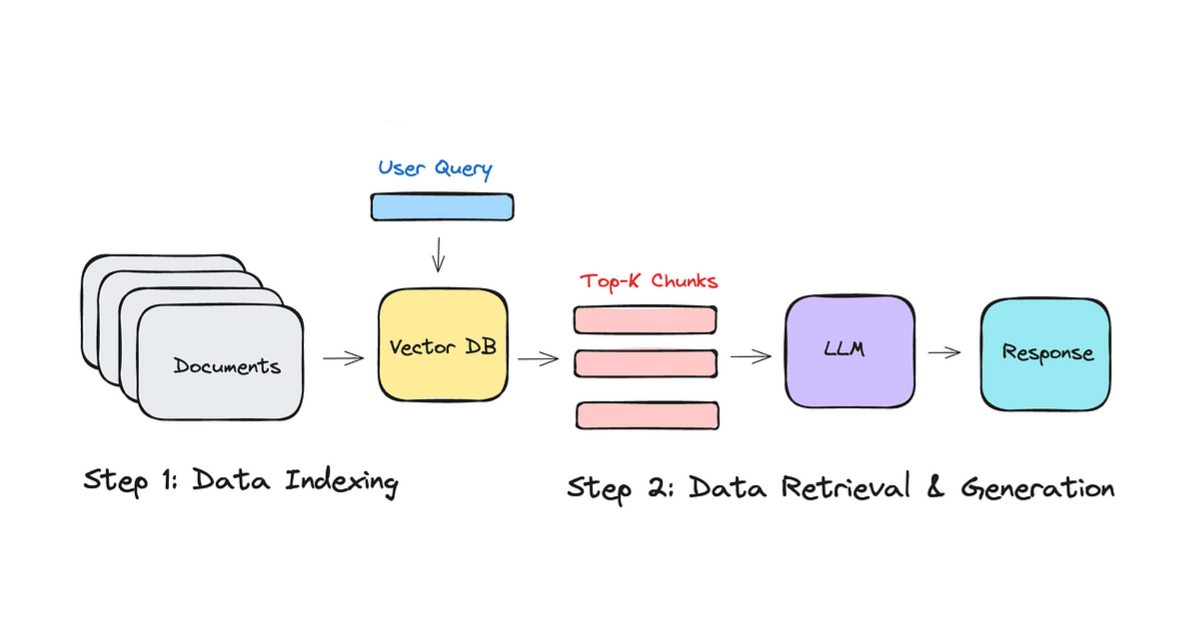 User Query
Top-K Chunks
Documents
Vector DB
LLM
Response
Step 1: Data Indexing
Step 2: Data Retrieval & Generation